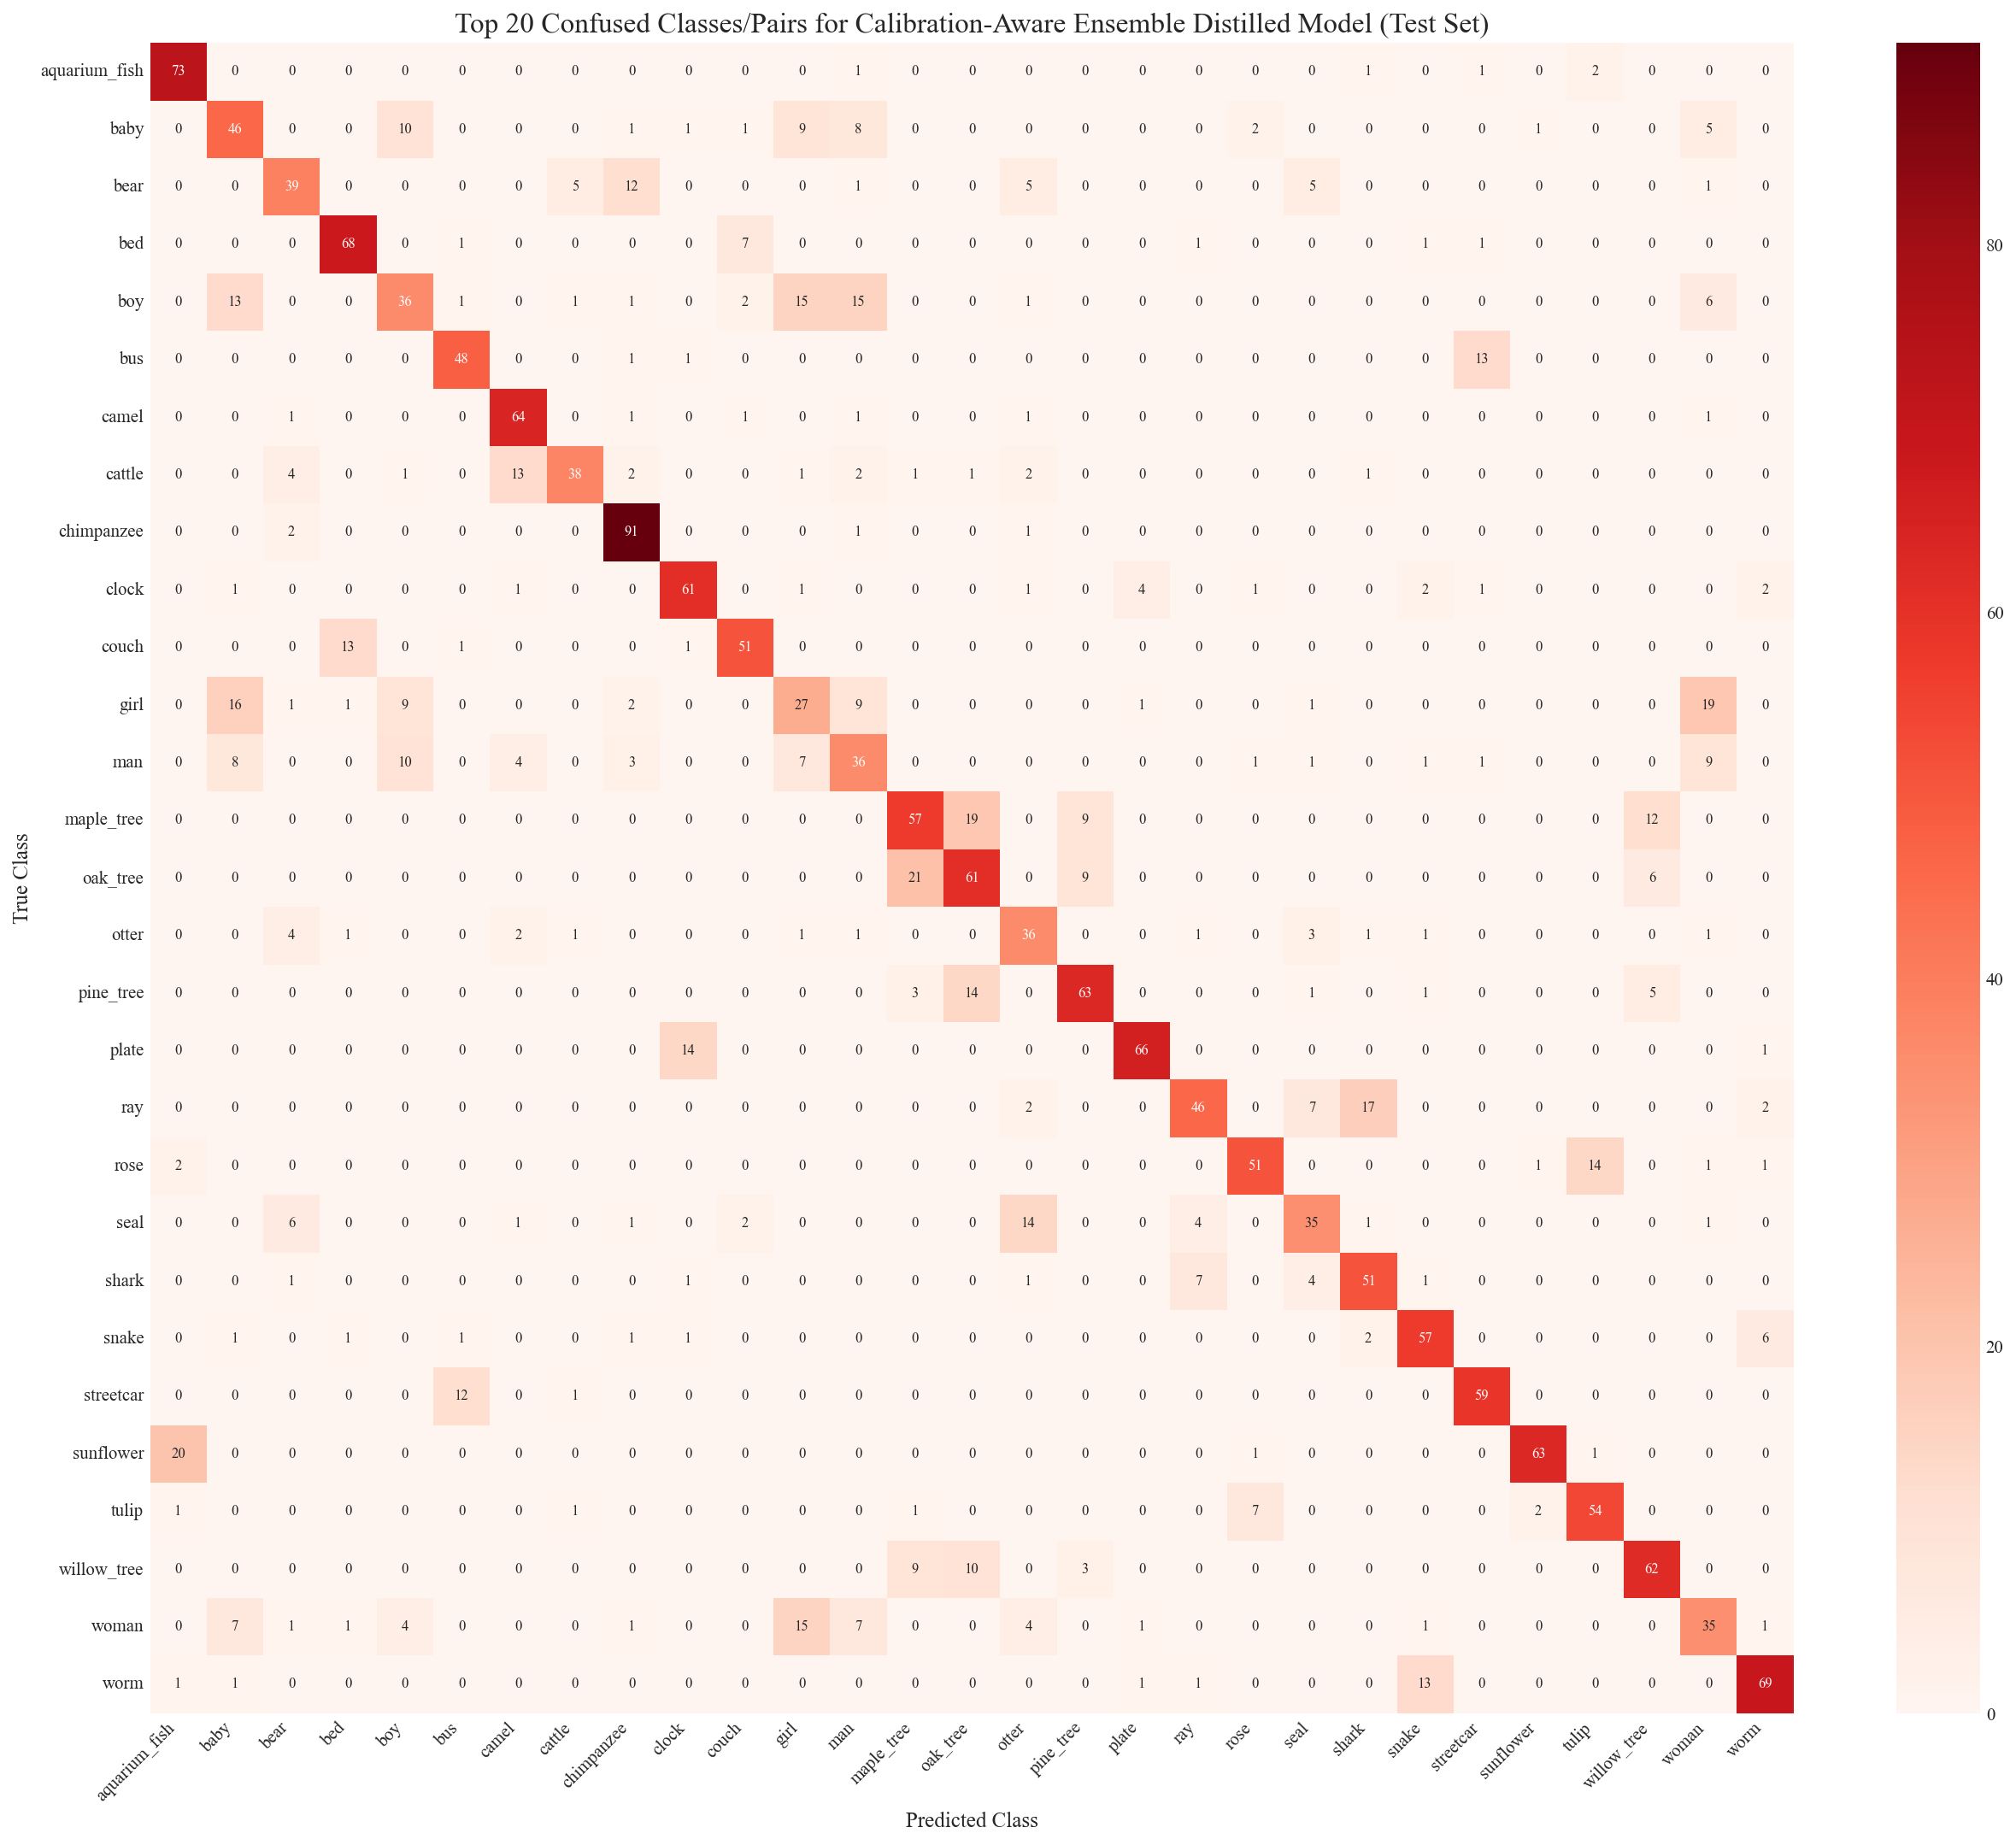 Top 20 Confused Classes/Pairs for Calibration-Aware Ensemble Distilled Model (Test Set)
aquarium_fish 73 0 0 0 0 0 0 0 0 0 0 0 1 0 0 0 0 0 0 0 0 1 0 1 0 2 0 0 0
baby 0 46 0 0 10 0 0 0 1 1 1 9 8 0 0 0 0 0 0 2 0 0 0 0 1 0 0 5 0
bear 0 0 39 0 0 0 0 5 12 0 0 0 1 0 0 5 0 0 0 0 5 0 0 0 0 0 0 1 0
bed 0 0 0 68 0 1 0 0 0 0 7 0 0 0 0 0 0 0 1 0 0 0 1 1 0 0 0 0 0
boy 0 13 0 0 36 1 0 1 1 0 2 15 15 0 0 1 0 0 0 0 0 0 0 0 0 0 0 6 0
bus 0 0 0 0 0 48 0 0 1 1 0 0 0 0 0 0 0 0 0 0 0 0 0 13 0 0 0 0 0
camel 0 0 1 0 0 0 64 0 1 0 1 0 1 0 0 1 0 0 0 0 0 0 0 0 0 0 0 1 0
cattle 0 0 4 0 1 0 13 38 2 0 0 1 2 1 1 2 0 0 0 0 0 1 0 0 0 0 0 0 0
chimpanzee 0 0 2 0 0 0 0 0 91 0 0 0 1 0 0 1 0 0 0 0 0 0 0 0 0 0 0 0 0
clock 0 1 0 0 0 0 1 0 0 61 0 1 0 0 0 1 0 4 0 1 0 0 2 1 0 0 0 0 2
couch 0 0 0 13 0 1 0 0 0 1 51 0 0 0 0 0 0 0 0 0 0 0 0 0 0 0 0 0 0
girl 0 16 1 1 9 0 0 0 2 0 0 27 9 0 0 0 0 1 0 0 1 0 0 0 0 0 0 19 0
man 0 8 0 0 10 0 4 0 3 0 0 7 36 0 0 0 0 0 0 1 1 0 1 1 0 0 0 9 0
maple_tree 0 0 0 0 0 0 0 0 0 0 0 0 0 57 19 0 9 0 0 0 0 0 0 0 0 0 12 0 0
oak_tree 0 0 0 0 0 0 0 0 0 0 0 0 0 21 61 0 9 0 0 0 0 0 0 0 0 0 6 0 0
otter 0 0 4 1 0 0 2 1 0 0 0 1 1 0 0 36 0 0 1 0 3 1 1 0 0 0 0 1 0
pine_tree 0 0 0 0 0 0 0 0 0 0 0 0 0 3 14 0 63 0 0 0 1 0 1 0 0 0 5 0 0
plate 0 0 0 0 0 0 0 0 0 14 0 0 0 0 0 0 0 66 0 0 0 0 0 0 0 0 0 0 1
ray 0 0 0 0 0 0 0 0 0 0 0 0 0 0 0 2 0 0 46 0 7 17 0 0 0 0 0 0 2
rose 2 0 0 0 0 0 0 0 0 0 0 0 0 0 0 0 0 0 0 51 0 0 0 0 1 14 0 1 1
seal 0 0 6 0 0 0 1 0 1 0 2 0 0 0 0 14 0 0 4 0 35 1 0 0 0 0 0 1 0
shark 0 0 1 0 0 0 0 0 0 1 0 0 0 0 0 1 0 0 7 0 4 51 1 0 0 0 0 0 0
snake 0 1 0 1 0 1 0 0 1 1 0 0 0 0 0 0 0 0 0 0 0 2 57 0 0 0 0 0 6
streetcar 0 0 0 0 0 12 0 1 0 0 0 0 0 0 0 0 0 0 0 0 0 0 0 59 0 0 0 0 0
sunflower 20 0 0 0 0 0 0 0 0 0 0 0 0 0 0 0 0 0 0 1 0 0 0 0 63 1 0 0 0
tulip 1 0 0 0 0 0 0 1 0 0 0 0 0 1 0 0 0 0 0 7 0 0 0 0 2 54 0 0 0
willow_tree 0 0 0 0 0 0 0 0 0 0 0 0 0 9 10 0 3 0 0 0 0 0 0 0 0 0 62 0 0
woman 0 7 1 1 4 0 0 0 1 0 0 15 7 0 0 4 0 1 0 0 0 0 1 0 0 0 0 35 1
worm 1 1 0 0 0 0 0 0 0 0 0 0 0 0 0 0 0 1 1 0 0 0 13 0 0 0 0 0 69
aquarium_fish baby bear bed boy bus camel cattle chimpanzee clock couch girl man maple_tree oak_tree otter pine_tree plate ray rose seal shark snake streetcar sunflower tulip willow_tree woman worm
Predicted Class
True Class
80
60
40
20
0